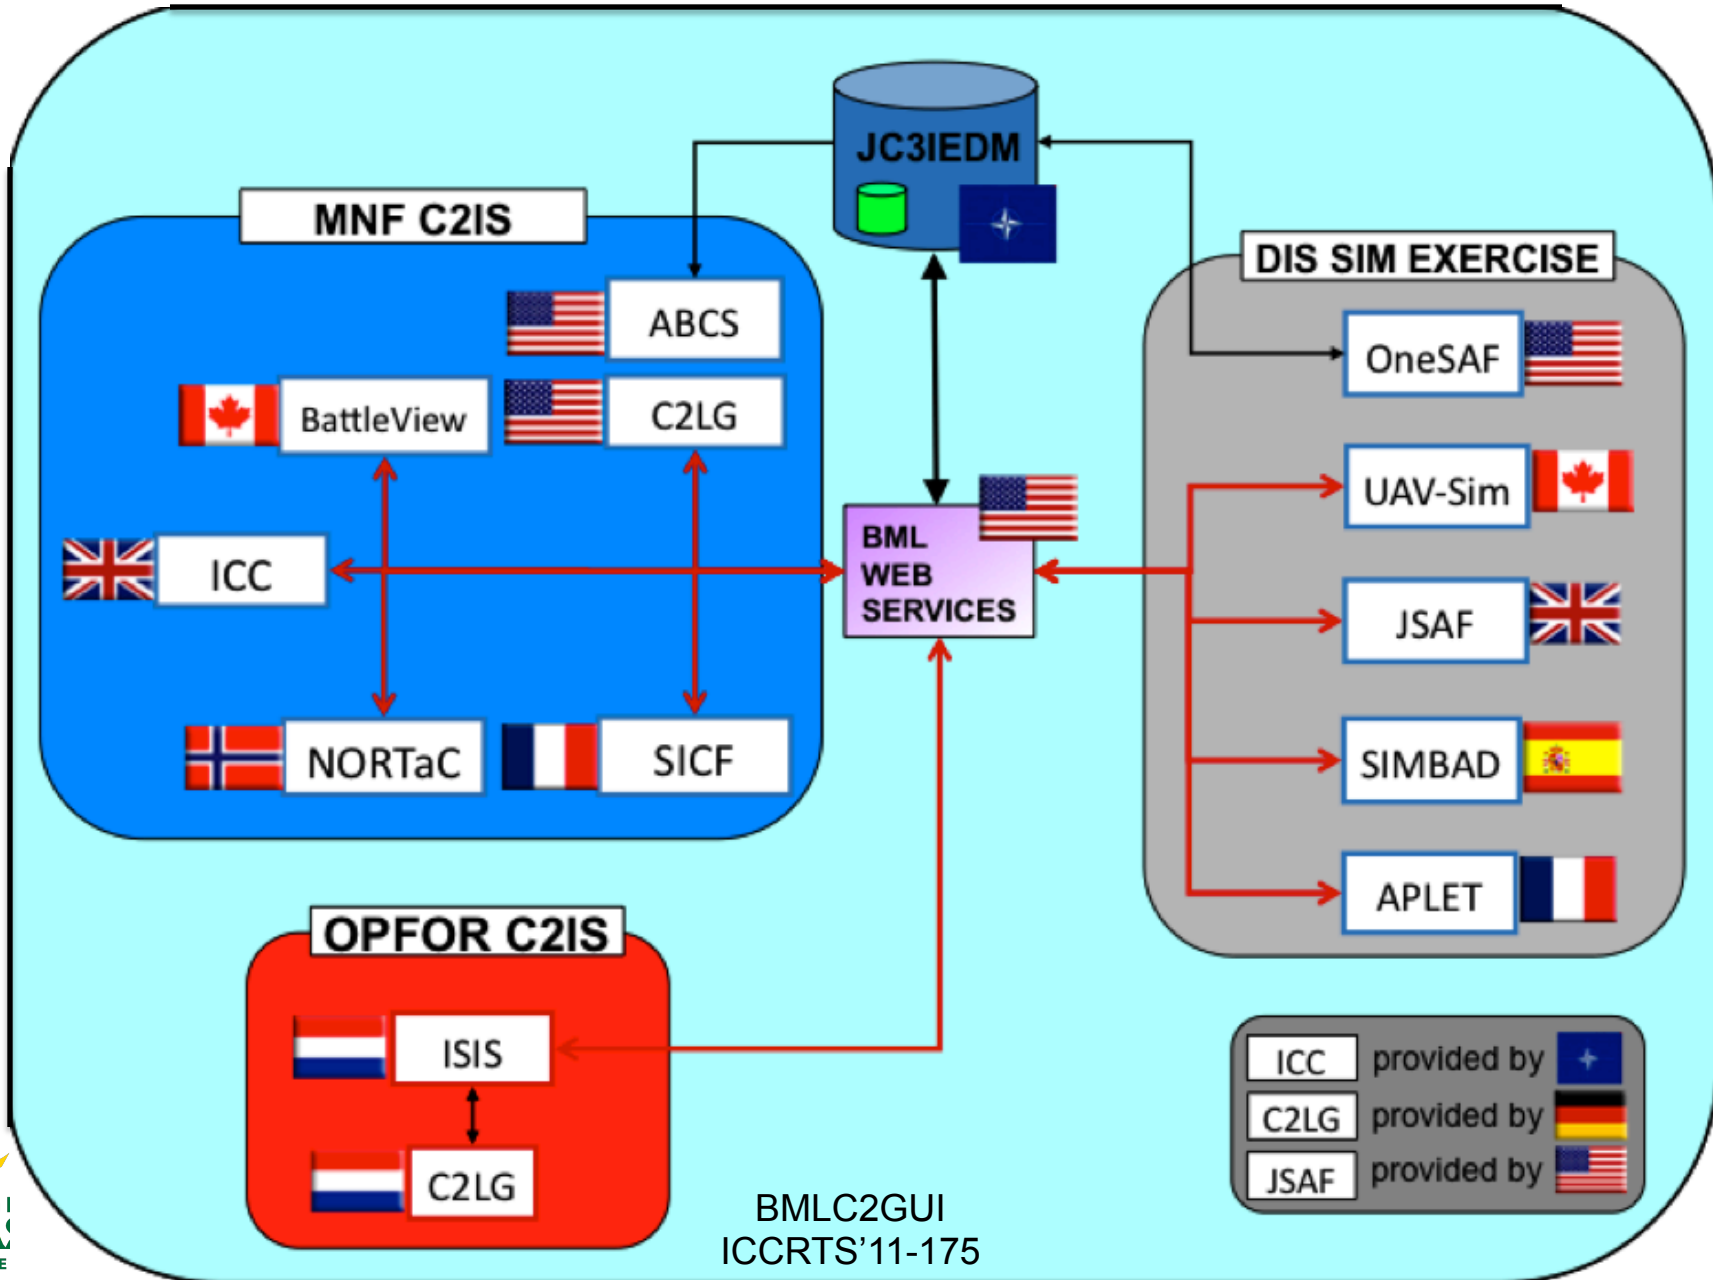 JC3IEDM
MNF C2IS
DIS SIM EXERCISE
ABCS
OneSAF
BattleView
C2LG
UAV-Sim
BML
WEB
SERVICES
ICC
JSAF
NORTaC
SICF
SIMBAD
APLET
OPFOR C2IS
ISIS
C2LG
ICC provided by
C2LG provided by
JSAF provided by
BMLC2GUI
ICCRTS’11-175